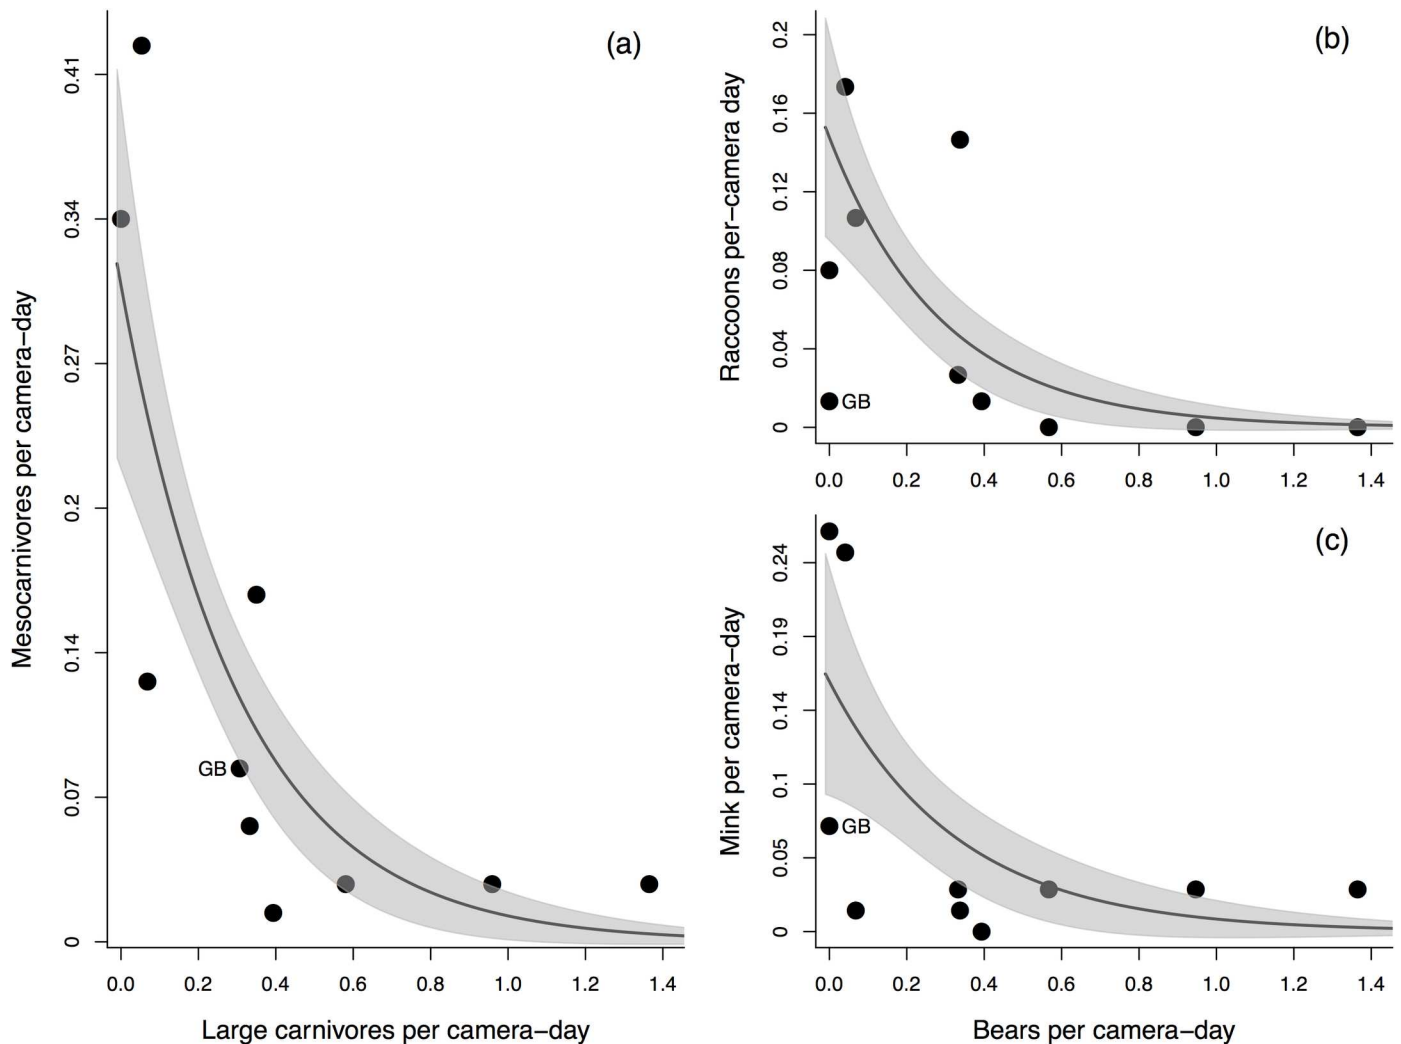 (a)
Mesocarnivores per camera−day
0.41
0.34
0.27
0.2
0.14
0.07
0
GB
0.0 0.2 0.4 0.6 0.8 1.0 1.2 1.4
Large carnivores per camera−day
(b)
Raccoons per−camera day
0.2
0.16
0.12
0.08
0.04
0
GB
0.0 0.2 0.4 0.6 0.8 1.0 1.2 1.4
(c)
Mink per camera−day
0.24
0.19
0.14
0.1
0.05
0
GB
0.0 0.2 0.4 0.6 0.8 1.0 1.2 1.4
Bears per camera−day